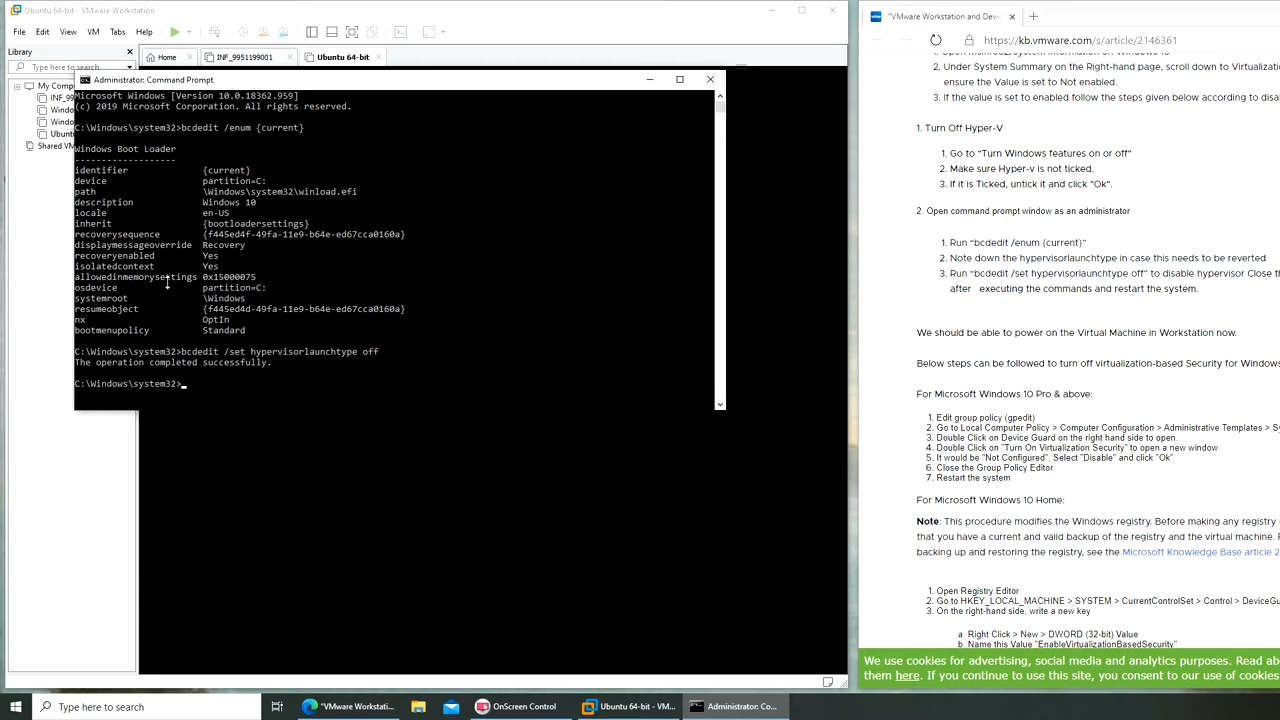 Ubuntu 64-bit - VMware Workstation
File Edit View VM Tabs Help
Library
Type here to search
My Comp
INF_99
Windo
Windo
Ubunt
Shared VM
Home
INF_9951199001
Ubuntu 64-bit
Administrator: Command Prompt
Microsoft Windows [Version 10.0.18362.959]
(c) 2019 Microsoft Corporation. All rights reserved.
C:\Windows\system32>bcdedit /enum {current}
Windows Boot Loader
-------------------
identifier {current}
device partition=C:
path \Windows\system32\winload.efi
description Windows 10
locale en-US
inherit {bootloadersettings}
recoverysequence {f445ed4f-49fa-11e9-b64e-ed67cca0160a}
displaymessageoverride Recovery
recoveryenabled Yes
isolatedcontext Yes
allowedinmemorysettings 0x15000075
osdevice partition=C:
systemroot \Windows
resumeobject {f445ed4d-49fa-11e9-b64e-ed67cca0160a}
nx OptIn
bootmenupolicy Standard
C:\Windows\system32>bcdedit /set hypervisorlaunchtype off
The operation completed successfully.
C:\Windows\system32>
"VMware Workstation and Devic
https://kb.vmware.com/s/article/2146361
2. Under System Summary on the Right-hand page, scroll down to Virtualizatio
ensure the Value is set to Not enabled.
3. If the value is set to enabled follow the steps given below according to disa
1. Turn Off Hyper-V
1. Go to "Turn Windows features on or off"
2. Make sure Hyper-v is not ticked.
3. If it is Ticked, untick it and click "Ok".
2. Open command prompt window as an administrator
1. Run "bcdedit /enum {current}"
2. Note down the hypervisorlaunchtype in case this needs to be reverted
3. Run "bcdedit /set hypervisorlaunchtype off" to disable hypervisor Close the
after executing the commands and restart the system.
We should be able to power on the Virtual Machine in Workstation now.
Below steps can be followed to turn off virtualization-based Security for Windows
For Microsoft Windows 10 Pro & above:
1. Edit group policy (gpedit)
2. Go to Local Computer Policy > Computer Configuration > Administrative Templates > Sy
3. Double Click on Device Guard on the right hand side to open.
4. Double Click on "Turn On Virtualization Security" to open a new window
5. It would be "Not Configured", Select "Disable" and click "Ok"
6. Close the Group Policy Editor.
7. Restart the system
For Microsoft Windows 10 Home:
Note: This procedure modifies the Windows registry. Before making any registry
that you have a current and valid backup of the registry and the virtual machine.
backing up and restoring the registry, see the Microsoft Knowledge Base article 2
1. Open Registry Editor
2. Go to HKEY_LOCAL_MACHINE > SYSTEM > CurrentControlSet > Control > DeviceGu
3. On the right-hand side, write a new key
a. Right Click > New > DWORD (32-bit) Value
b. Name this Value "EnableVirtualizationBasedSecurity"
We use cookies for advertising, social media and analytics purposes. Read abo
them here. If you continue to use this site, you consent to our use of cookies
Type here to search
"VMware Workstati...
OnScreen Control
Ubuntu 64-bit - VM...
Administrator: Co...